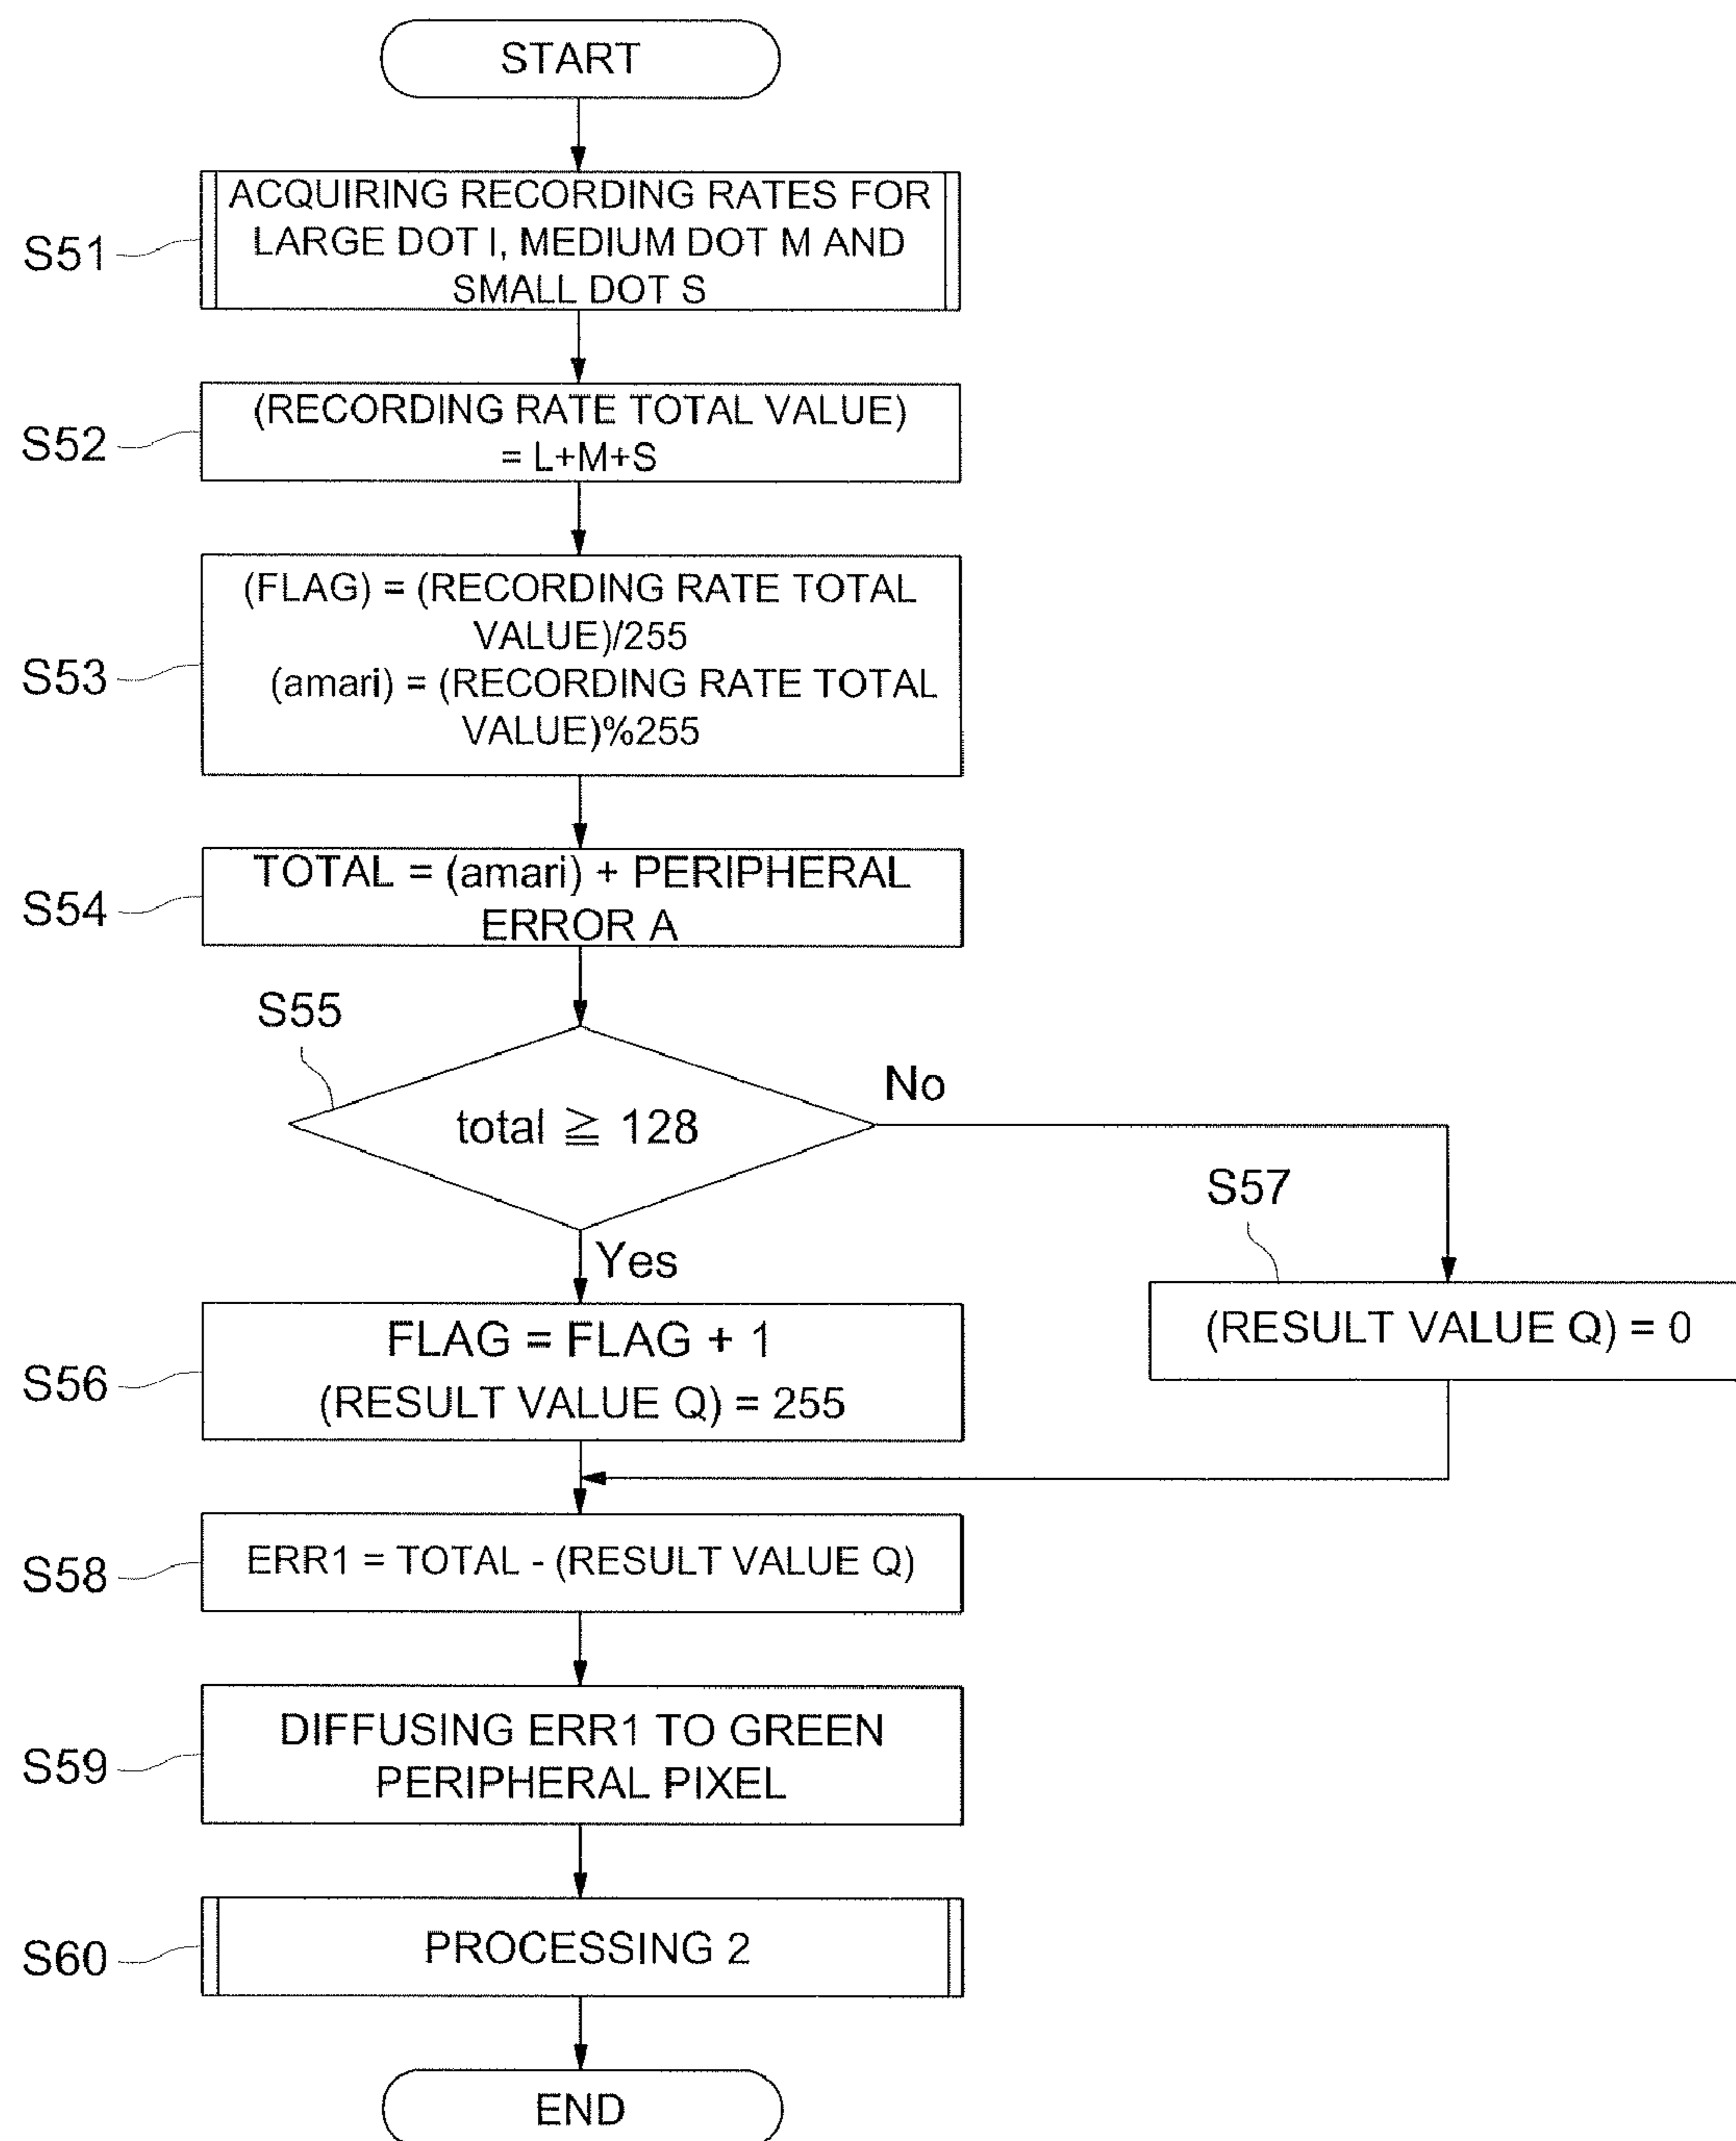 START
S51
ACQUIRING RECORDING RATES FOR
LARGE DOT l, MEDIUM DOT M AND
SMALL DOT S
S52
(RECORDING RATE TOTAL VALUE)
= L+M+S
S53
(FLAG) = (RECORDING RATE TOTAL
VALUE)/255
(amari) = (RECORDING RATE TOTAL
VALUE)%255
S54
TOTAL = (amari) + PERIPHERAL
ERROR A
S55
total ≧ 128
No
Yes
S57
(RESULT VALUE Q) = 0
S56
FLAG = FLAG + 1
(RESULT VALUE Q) = 255
S58
ERR1 = TOTAL - (RESULT VALUE Q)
S59
DIFFUSING ERR1 TO GREEN
PERIPHERAL PIXEL
S60
PROCESSING 2
END